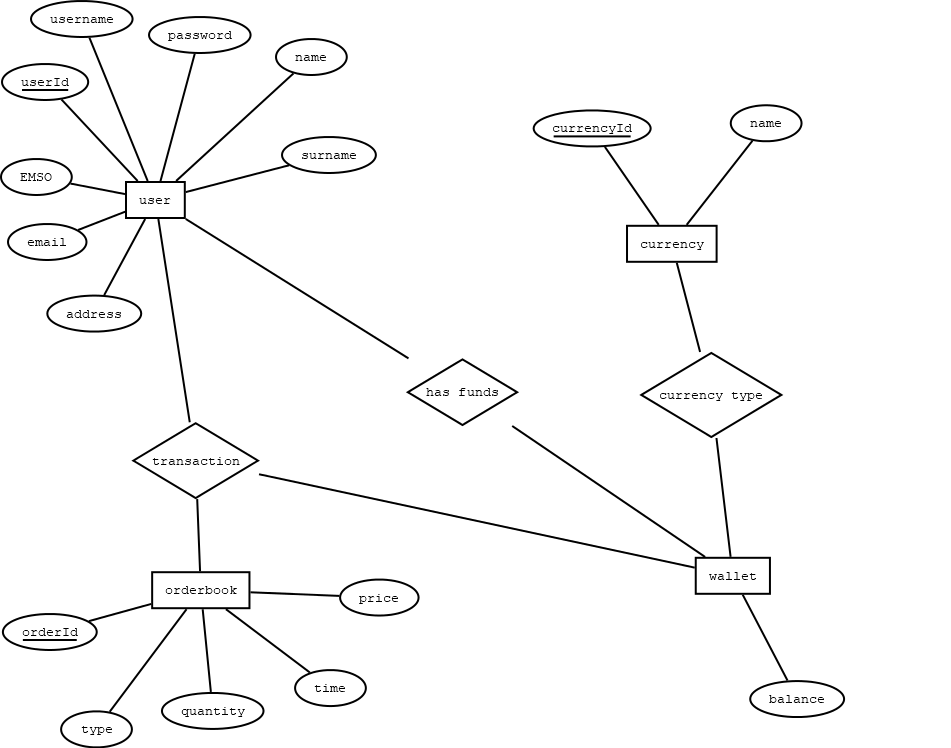 username
password
name
userId
surname
EMSO
user
email
address
currencyId
name
currency
has funds
currency type
transaction
orderbook
wallet
price
orderId
time
quantity
type
balance